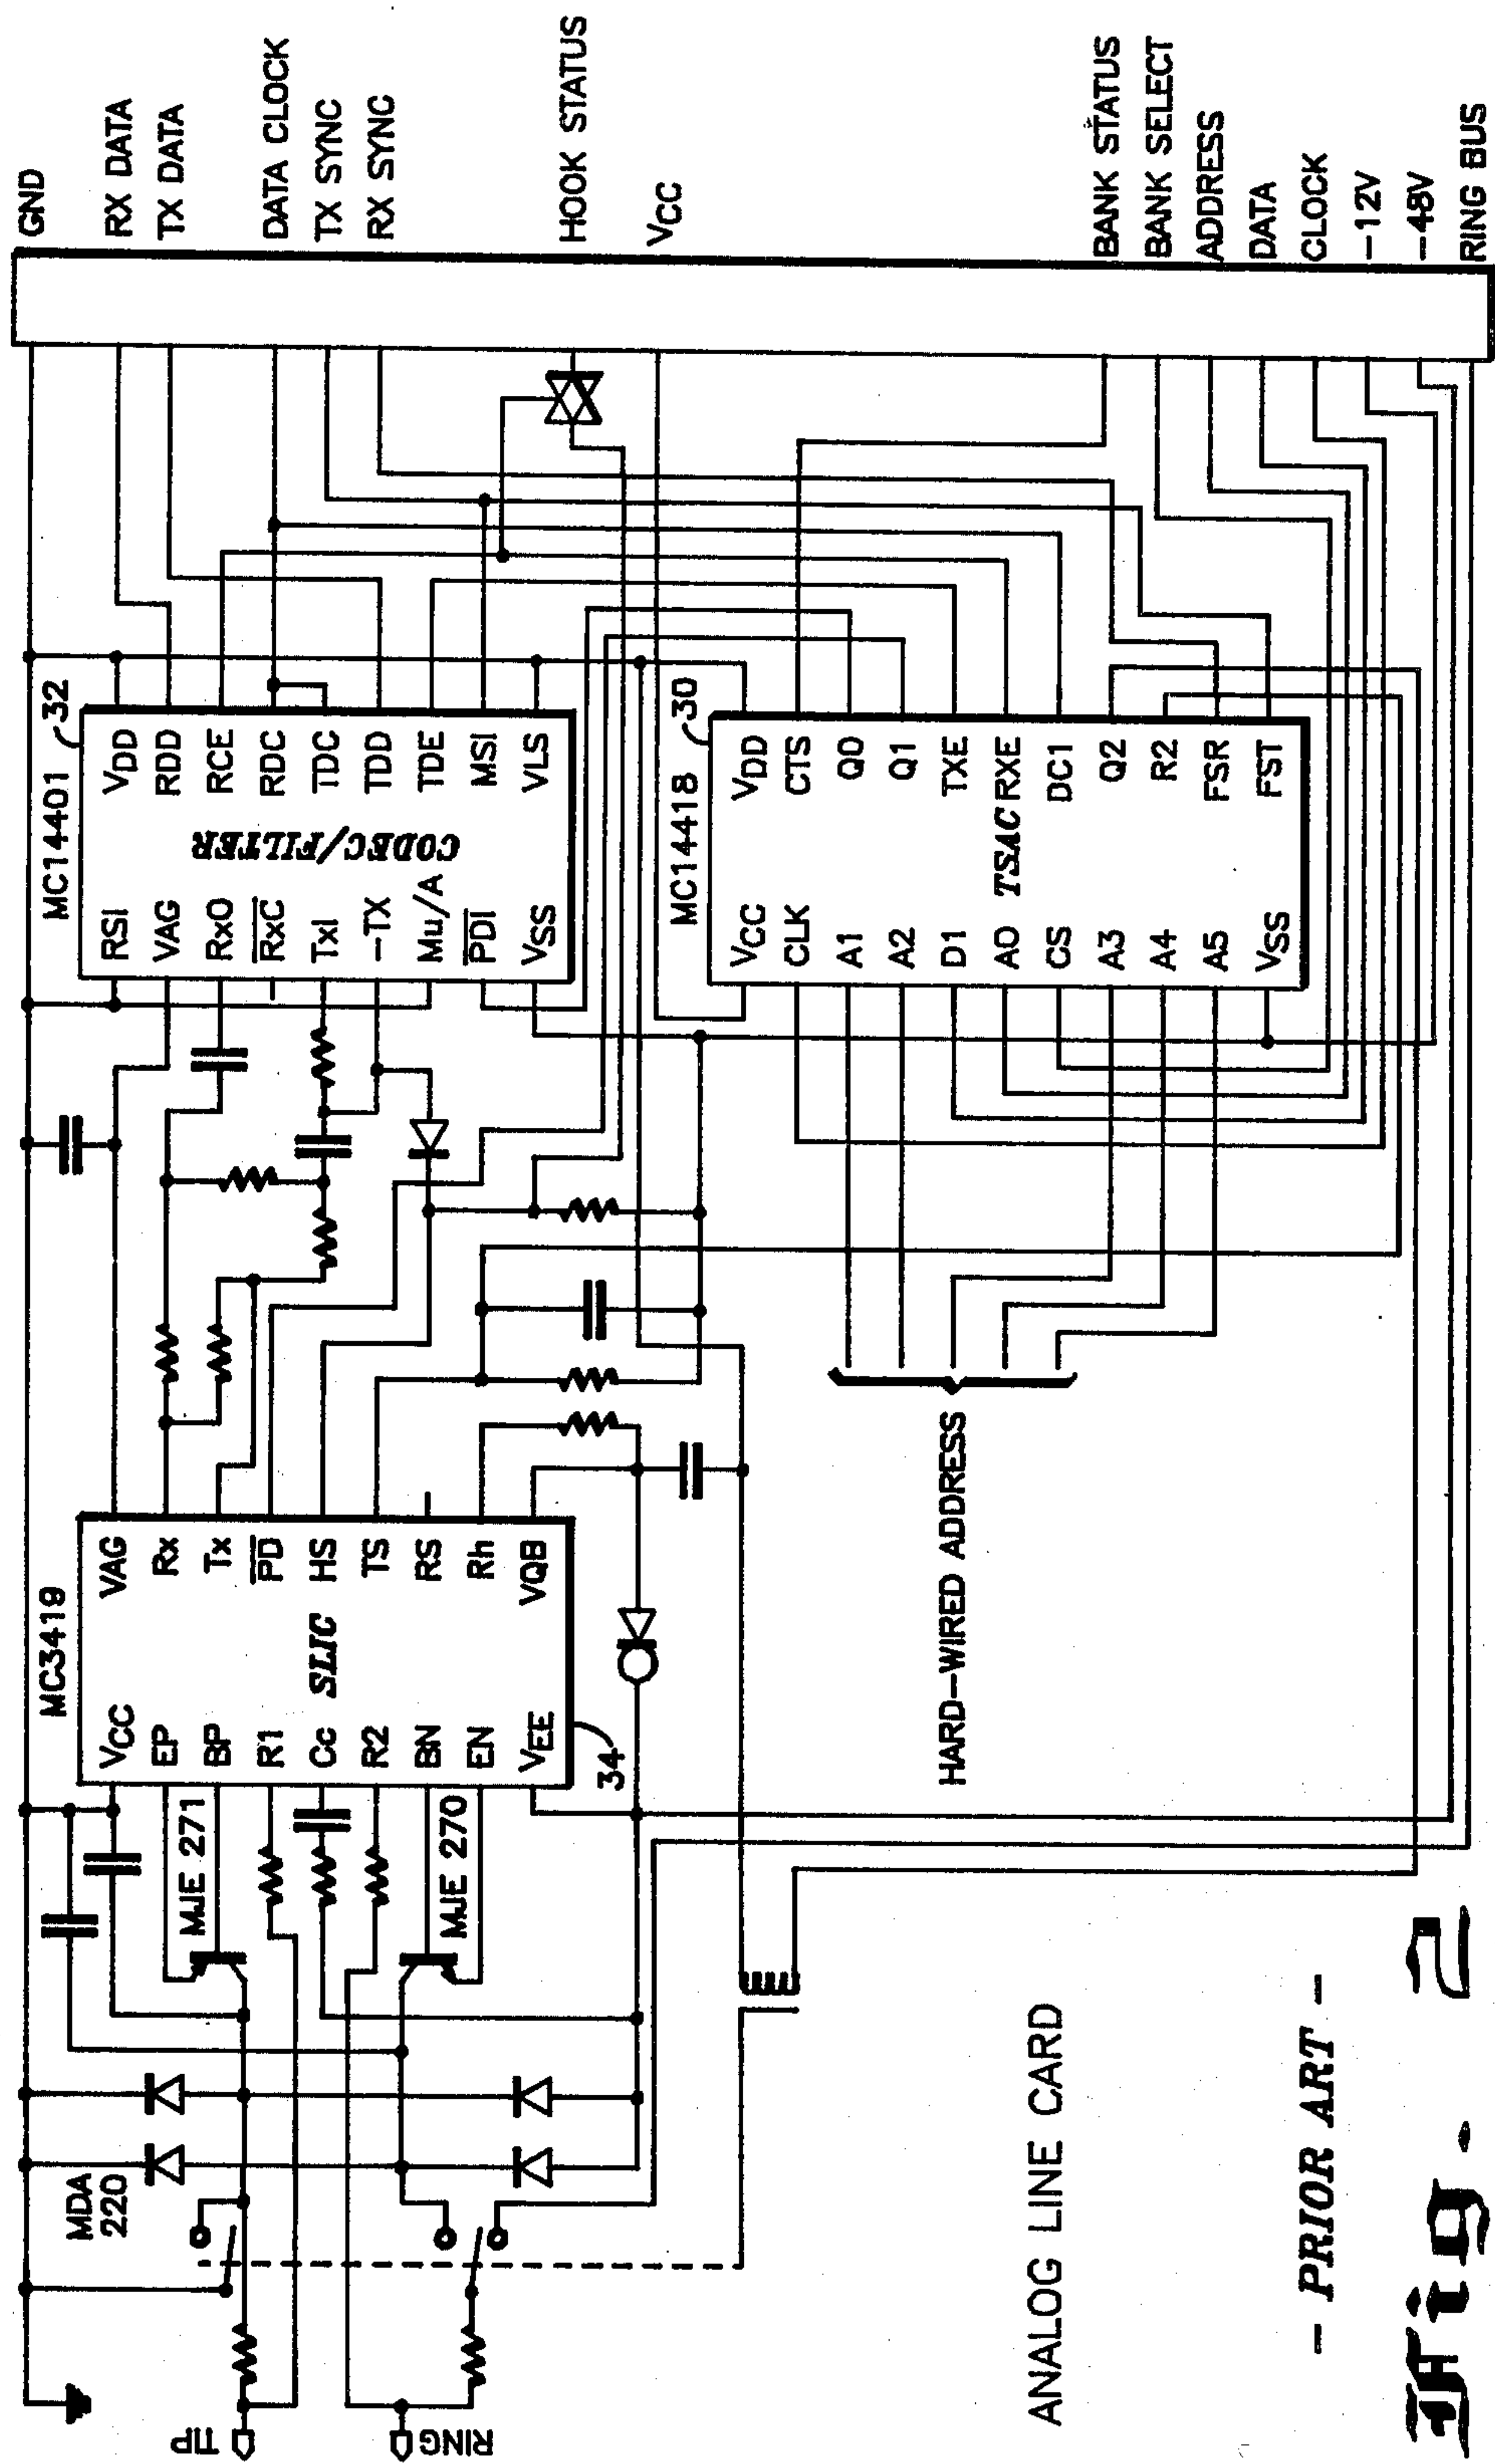 GND
RX DATA
TX DATA
DATA CLOCK
TX SYNC
RX SYNC
HOOK STATUS
VCC
BANK STATUS
BANK SELECT
ADDRESS
DATA
CLOCK
-12V
-48V
RING BUS
MC14401
32
RSI
VAG
RxO
RxC
TxI
-TX
Mu/A
PDI
VSS
CODEC/FILTER
VDD
RDD
RCE
RDC
TDC
TDD
TDE
MSI
VLS
MC14418
30
VCC
CLK
A1
A2
D1
AO
CS
A3
A4
A5
VSS
TSAC
VDD
CTS
QO
Q1
TXE
RXE
DC1
Q2
R2
FSR
FST
MC3419
VCC
EP
BP
R1
Cc
R2
BN
EN
VEE
SLIC
VAG
Rx
Tx
PD
HS
TS
RS
Rh
VQB
34
MJE 271
MJE 270
MDA
220
TIP
RING
HARD-WIRED ADDRESS
ANALOG LINE CARD
- PRIOR ART -
Fig. 2